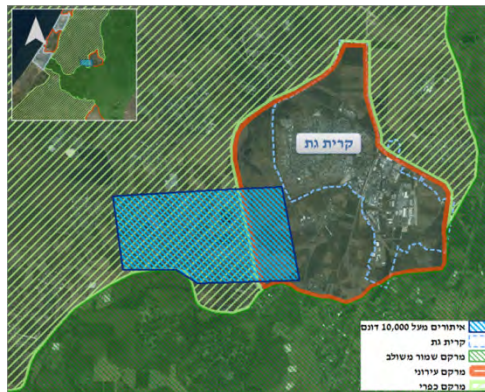 קרית גת
איתורים מעל 10,000 דונם
קרית גת
מרקם שמור משולב
מרקם עירוני
מרקם כפרי